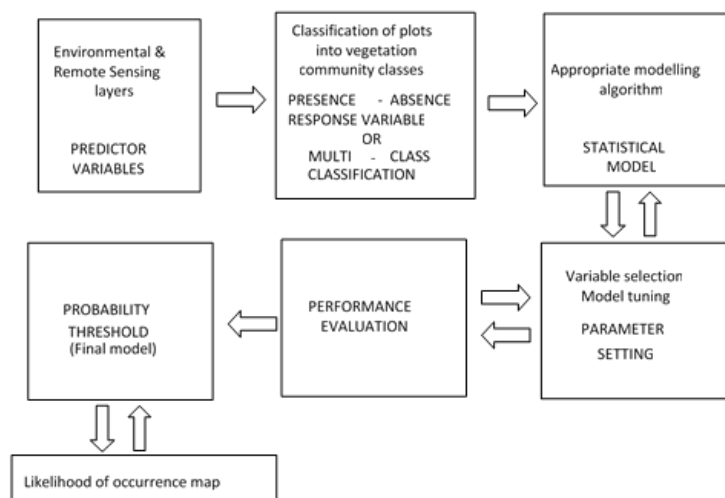 Environmental &
Remote Sensing
layers
PREDICTOR
VARIABLES
Classification of plots
into vegetation
community classes
PRESENCE - ABSENCE
RESPONSE VARIABLE
OR
MULTI - CLASS
CLASSIFICATION
Appropriate modelling
algorithm
STATISTICAL
MODEL
Variable selection
Model tuning
PARAMETER
SETTING
PERFORMANCE
EVALUATION
PROBABILITY
THRESHOLD
(Final model)
Likelihood of occurrence map